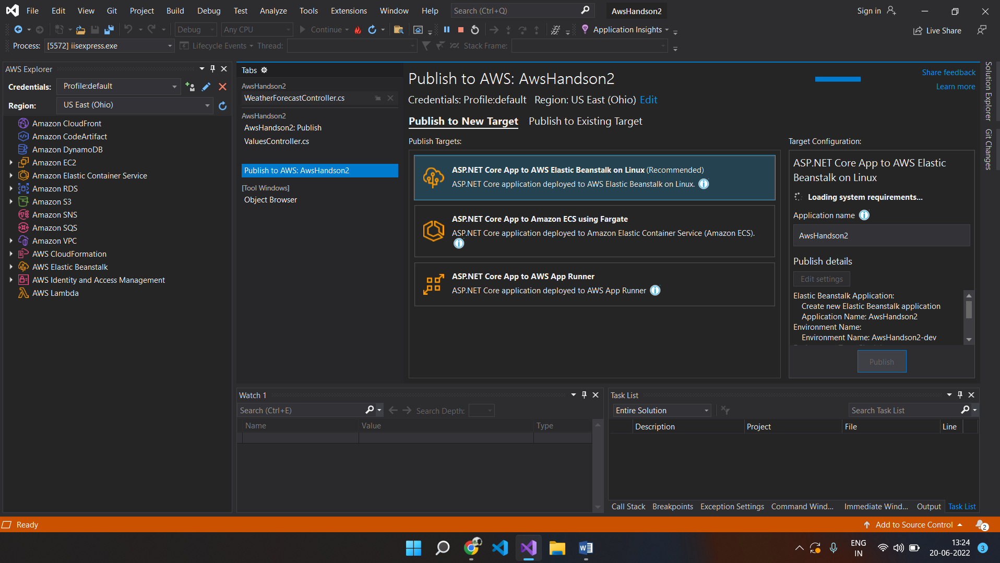 File Edit View Git Project Build Debug Test Analyze Tools Extensions Window Help Search (Ctrl+Q) AwsHandson2 Sign in
Debug Any CPU Continue Application Insights Live Share
Process: [5572] iisexpress.exe Lifecycle Events Thread: Stack Frame:
AWS Explorer
Credentials: Profile:default
Region: US East (Ohio)
Amazon CloudFront
Amazon CodeArtifact
Amazon DynamoDB
Amazon EC2
Amazon Elastic Container Service
Amazon RDS
Amazon S3
Amazon SNS
Amazon SQS
Amazon VPC
AWS CloudFormation
AWS Elastic Beanstalk
AWS Identity and Access Management
AWS Lambda
Tabs
AwsHandson2
WeatherForecastController.cs
AwsHandson2
AwsHandson2: Publish
ValuesController.cs
Publish to AWS: AwsHandson2
[Tool Windows]
Object Browser
Publish to AWS: AwsHandson2
Share feedback
Learn more
Credentials: Profile:default Region: US East (Ohio) Edit
Publish to New Target Publish to Existing Target
Publish Targets:
ASP.NET Core App to AWS Elastic Beanstalk on Linux (Recommended)
ASP.NET Core application deployed to AWS Elastic Beanstalk on Linux.
ASP.NET Core App to Amazon ECS using Fargate
ASP.NET Core application deployed to Amazon Elastic Container Service (Amazon ECS).
ASP.NET Core App to AWS App Runner
ASP.NET Core application deployed to AWS App Runner
Target Configuration:
ASP.NET Core App to AWS Elastic
Beanstalk on Linux
Loading system requirements...
Application name
AwsHandson2
Publish details
Edit settings
Elastic Beanstalk Application:
Create new Elastic Beanstalk application
Application Name: AwsHandson2
Environment Name:
Environment Name: AwsHandson2-dev
Publish
Solution Explorer
Git Changes
Watch 1
Search (Ctrl+E) Search Depth:
Name Value Type
Task List
Entire Solution Search Task List
Description Project File Line
Call Stack Breakpoints Exception Settings Command Wind... Immediate Wind... Output Task List
Ready Add to Source Control 2
ENG
IN
13:24
20-06-2022
3